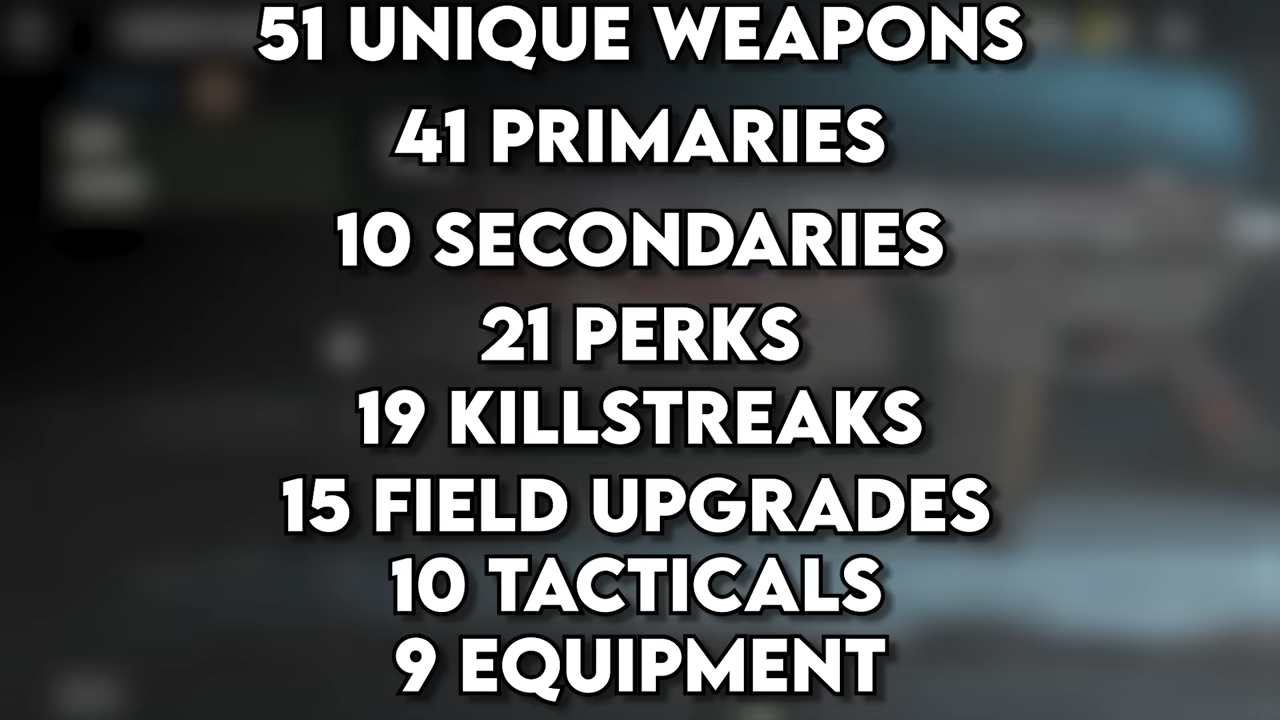 51 UNIQUE WEAPONS
41 PRIMARIES
10 SECONDARIES
21 PERKS
19 KILLSTREAKS
15 FIELD UPGRADES
10 TACTICALS
9 EQUIPMENT